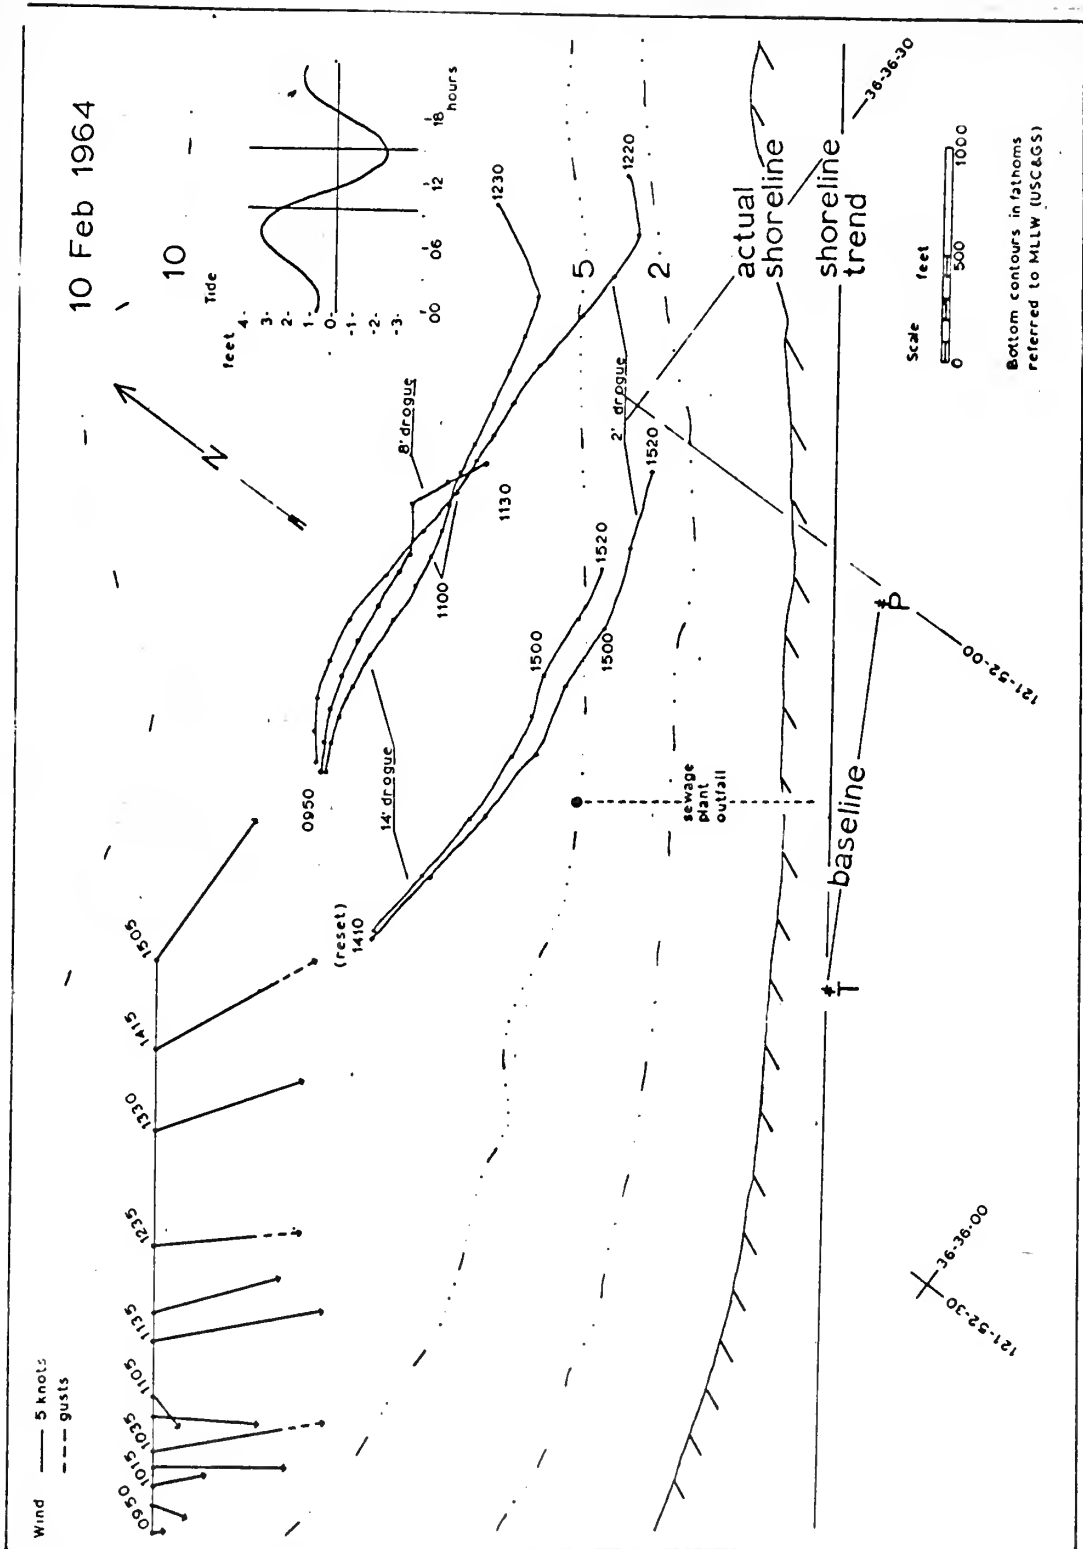 10 Feb 1964
10
Tide
feet
4-
3-
2-
1-
0-
-1-
-2-
-3-
00
06
12
18
hours
N
Wind
5 knots
gusts
0950
1015
1035
1105
1135
1235
1330
1415
1505
0950
8' drogue
14' drogue
1100
1130
1230
1220
(reset)
1410
1500
1520
1500
1520
2' drogue
5
2
sewage
plant
outfall
actual
shoreline
shoreline
trend
36-36-30
baseline
T
P
121-52-00
36-36-00
121-52-30
Scale
feet
0
500
1000
Bottom contours in fathoms
referred to MLLW (USC&GS)